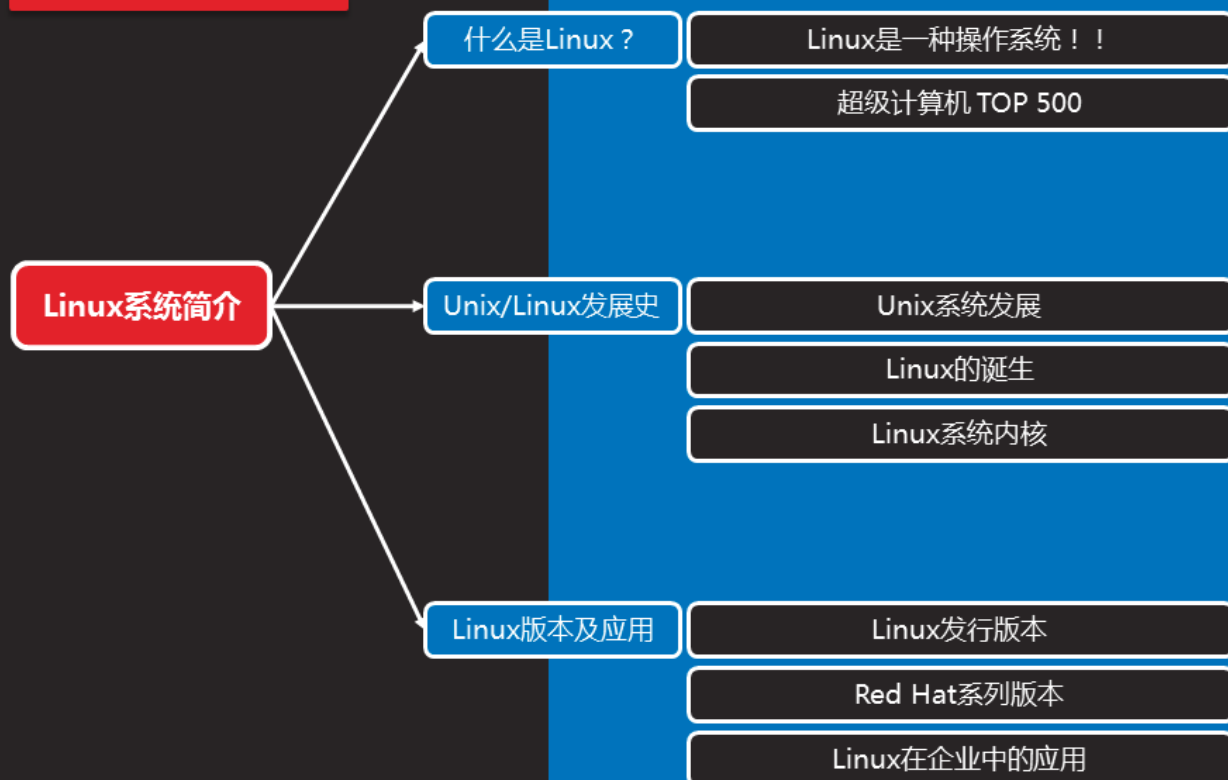 什么是Linux？
Linux是一种操作系统！！
超级计算机 TOP 500
Linux系统简介
Unix/Linux发展史
Unix系统发展
Linux的诞生
Linux系统内核
Linux版本及应用
Linux发行版本
Red Hat系列版本
Linux在企业中的应用